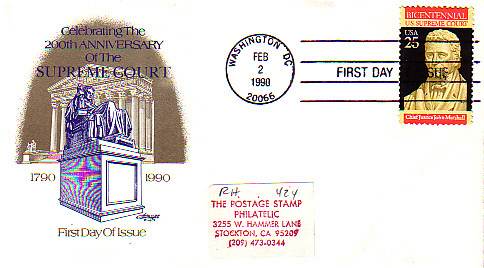 Celebrating The
200th ANNIVERSARY
Of The
SUPREME COURT
1790 1990
First Day Of Issue
WASHINGTON DC
FEB
2
1990
20066
FIRST DAY OF ISSUE
BICENTENNIAL
U.S. SUPREME COURT
USA
25
Chief Justice John Marshall
R.H. . 424
THE POSTAGE STAMP
PHILATELIC
3255 W. HAMMER LANE
STOCKTON, CA 95209
(209) 473-0344